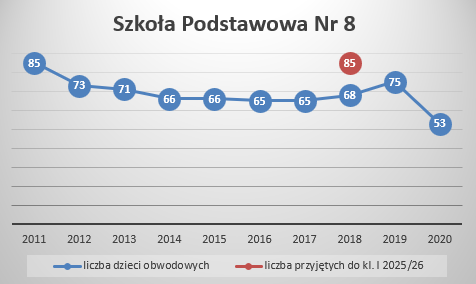 Szkoła Podstawowa Nr 8
85 73 71 66 66 65 65 68 75 53
85
2011 2012 2013 2014 2015 2016 2017 2018 2019 2020
liczba dzieci obwodowych liczba przyjętych do kl. I 2025/26